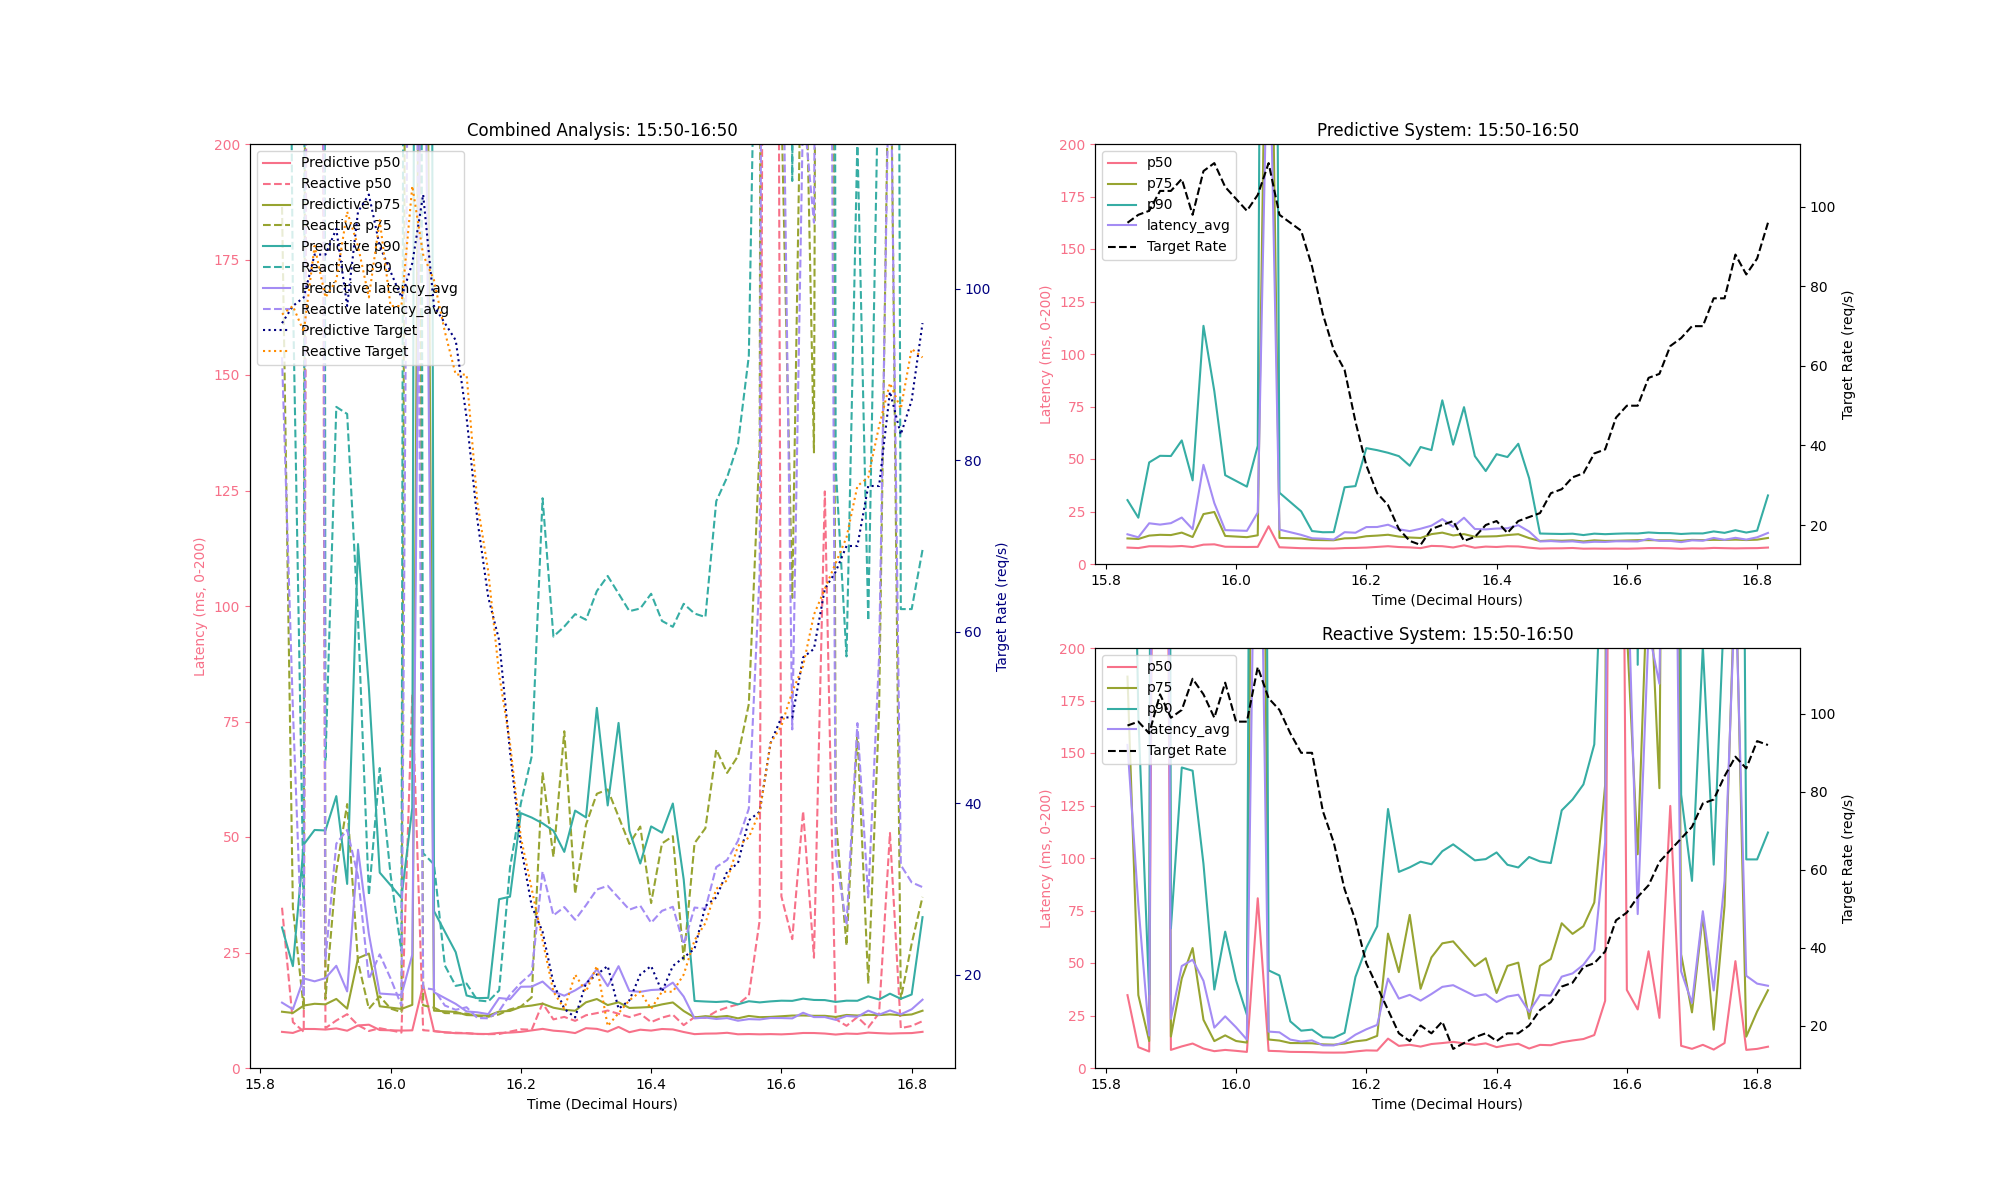 Combined Analysis: 15:50-16:50
200
175
150
125
100
75
50
25
0
Latency (ms, 0-200)
Predictive p50
Reactive p50
Predictive p75
Reactive p75
Predictive p90
Reactive p90
Predictive latency_avg
Reactive latency_avg
Predictive Target
Reactive Target
100
80
60
40
20
Target Rate (req/s)
15.8 16.0 16.2 16.4 16.6 16.8
Time (Decimal Hours)
Predictive System: 15:50-16:50
200
175
150
125
100
75
50
25
0
Latency (ms, 0-200)
p50
p75
p90
latency_avg
Target Rate
100
80
60
40
20
Target Rate (req/s)
15.8 16.0 16.2 16.4 16.6 16.8
Time (Decimal Hours)
Reactive System: 15:50-16:50
200
175
150
125
100
75
50
25
0
Latency (ms, 0-200)
p50
p75
p90
latency_avg
Target Rate
100
80
60
40
20
Target Rate (req/s)
15.8 16.0 16.2 16.4 16.6 16.8
Time (Decimal Hours)